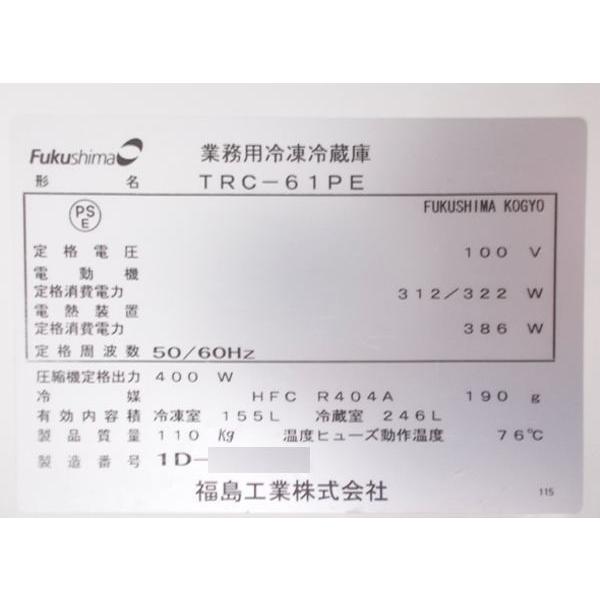 Fukushima 業務用冷凍冷蔵庫
形名 TRC-61PE
PS E FUKUSHIMA KOGYO
定格電圧 100 V
電動機
定格消費電力 312/322 W
電熱装置
定格消費電力 386 W
定格周波数 50/60Hz
圧縮機定格出力 400 W
冷媒 HFC R404A 190 g
有効内容積 冷凍室 155L 冷蔵室 246L
製品質量 110 Kg 温度ヒューズ動作温度 76℃
製造番号 1D-
福島工業株式会社 115